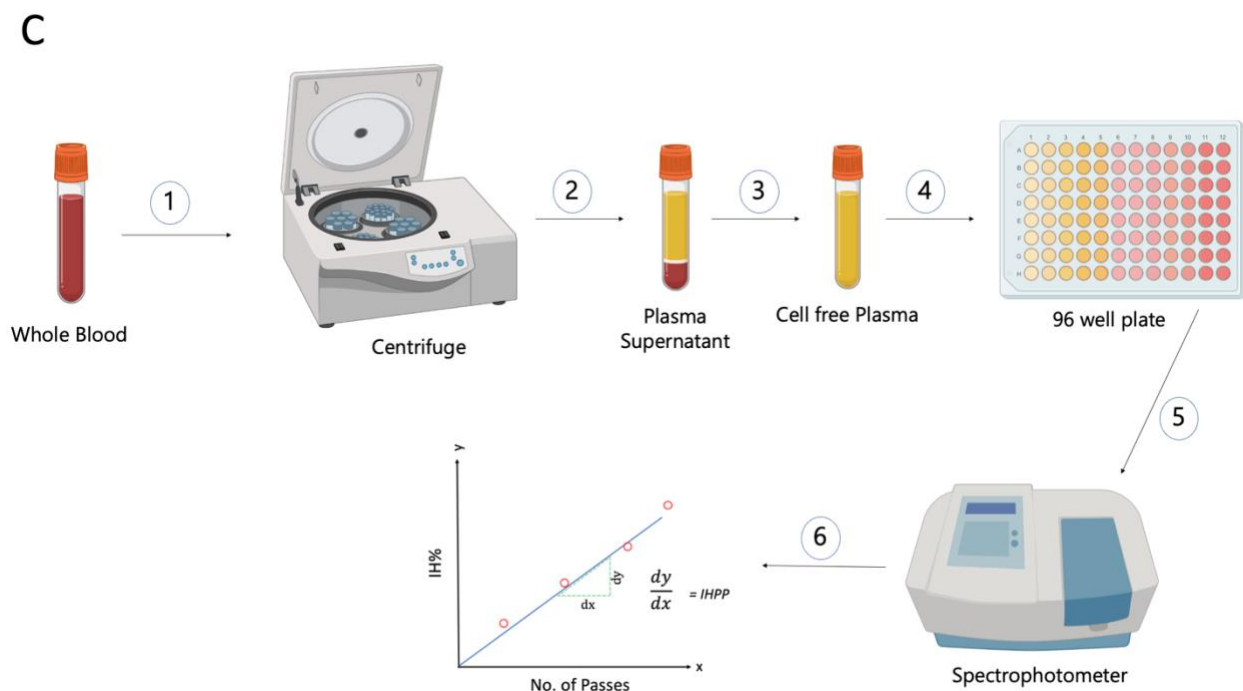 C
1
2
3
4
1 2 3 4 5 6 7 8 9 10 11 12
A
B
C
D
E
F
G
H
Whole Blood
Centrifuge
Plasma
Supernatant
Cell free Plasma
96 well plate
5
y
IH%
dy
dx
dy
dx
= IHPP
x
No. of Passes
6
Spectrophotometer